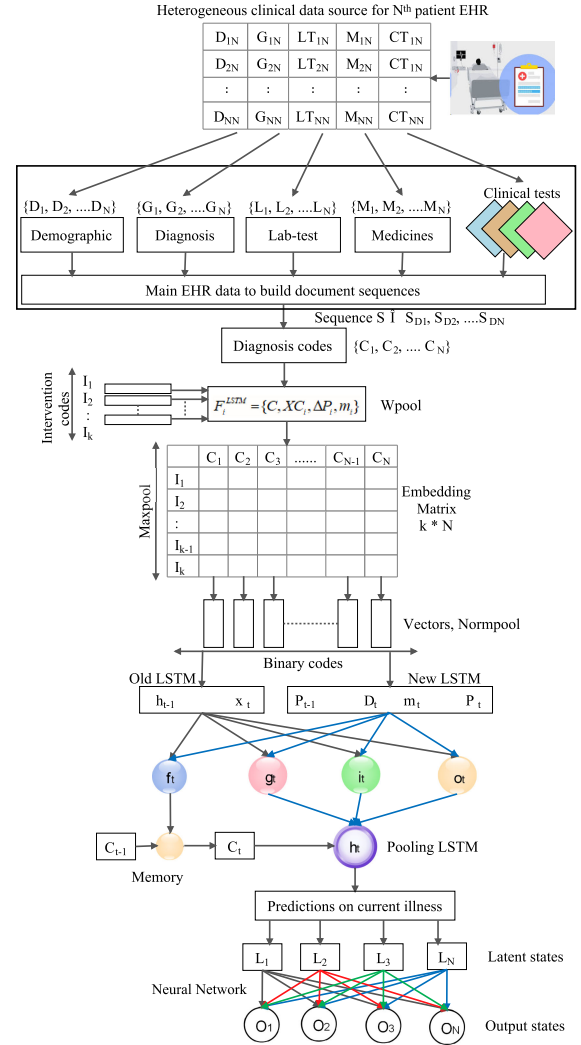 Heterogeneous clinical data source for Nth patient EHR
D1N G1N LT1N M1N CT1N
D2N G2N LT2N M2N CT2N
: : : : :
DNN GNN LTNN MNN CTNN
Clinical tests
{D1, D2, ....DN} {G1, G2, ....GN} {L1, L2, ....LN} {M1, M2, ....MN}
Demographic Diagnosis Lab-test Medicines
Main EHR data to build document sequences
Sequence S Î SD1, SD2, ....SDN
Diagnosis codes {C1, C2, .... CN}
Intervention codes
I1
I2
:
Ik
FtLSTM = {C, XCt, ΔPt, mt}
Wpool
C1 C2 C3 ...... CN-1 CN
Maxpool
I1
I2
:
Ik-1
Ik
Embedding
Matrix
k * N
Vectors, Normpool
Binary codes
Old LSTM New LSTM
ht-1 xt Pt-1 Dt mt Pt
ft gt it ot
Ct-1 Ct ht Pooling LSTM
Memory
Predictions on current illness
L1 L2 L3 LN Latent states
Neural Network
O1 O2 O3 ON Output states